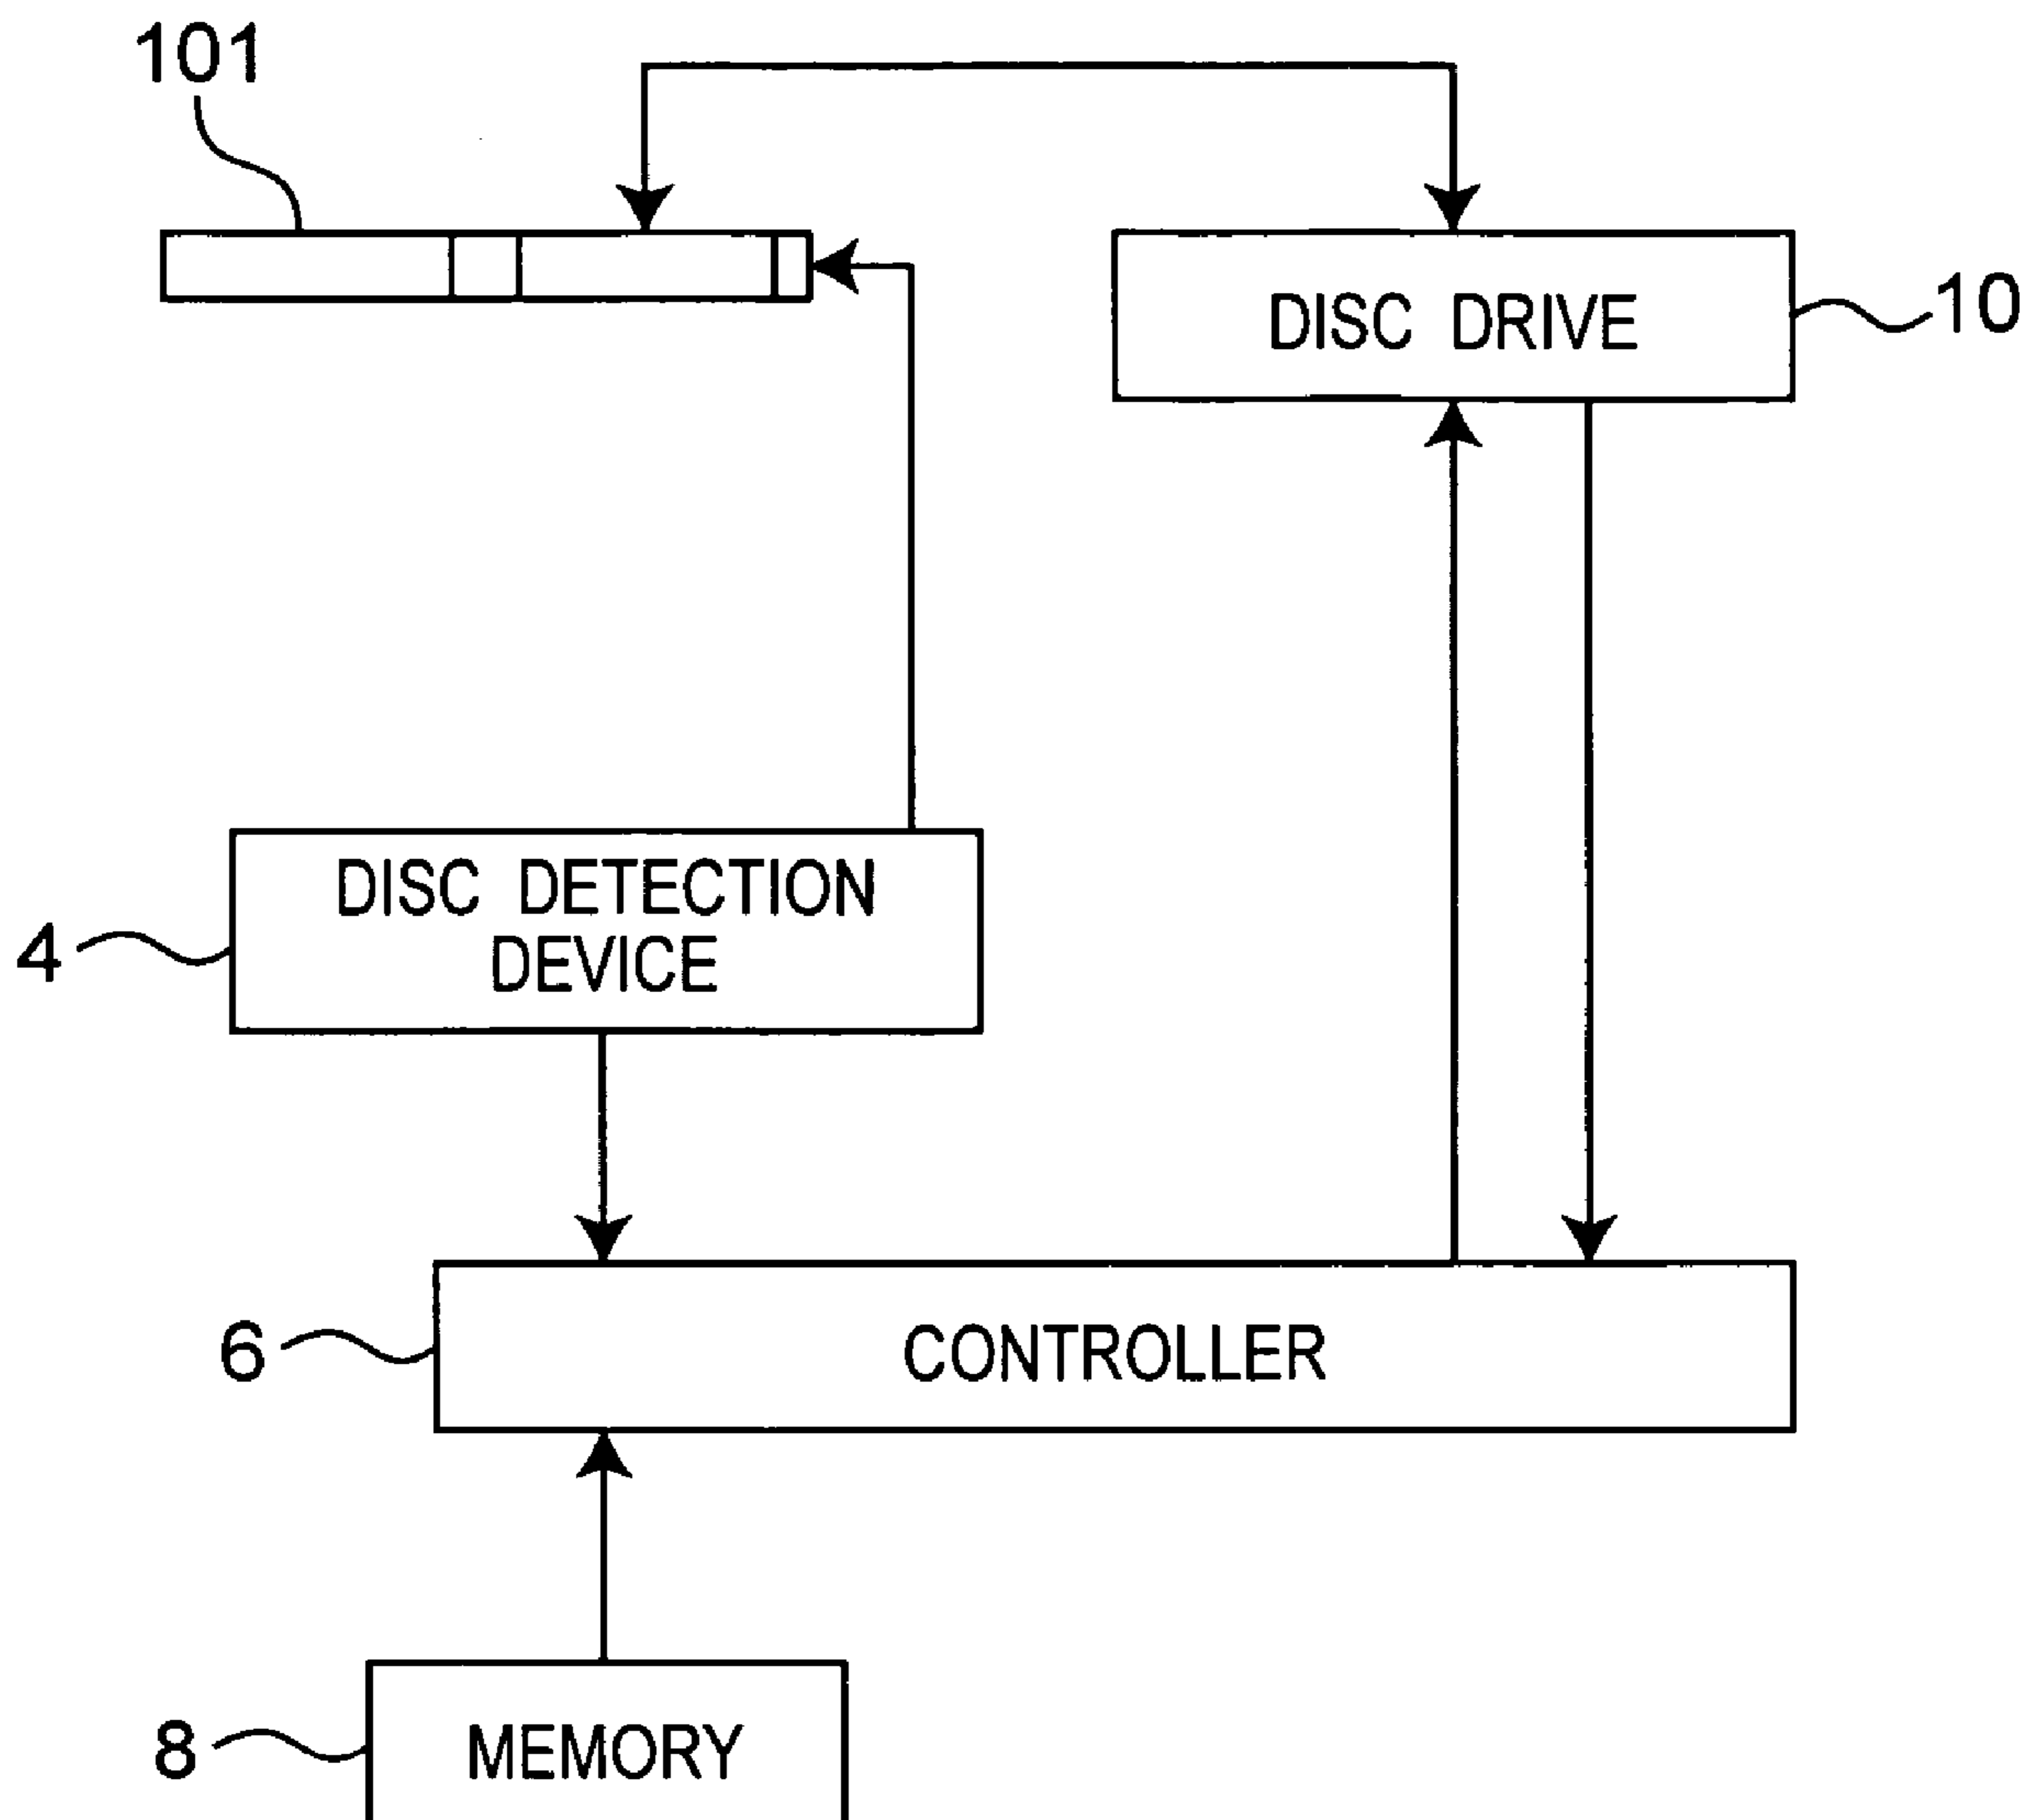 101
DISC DRIVE
10
DISC DETECTION
DEVICE
4
6
CONTROLLER
8
MEMORY